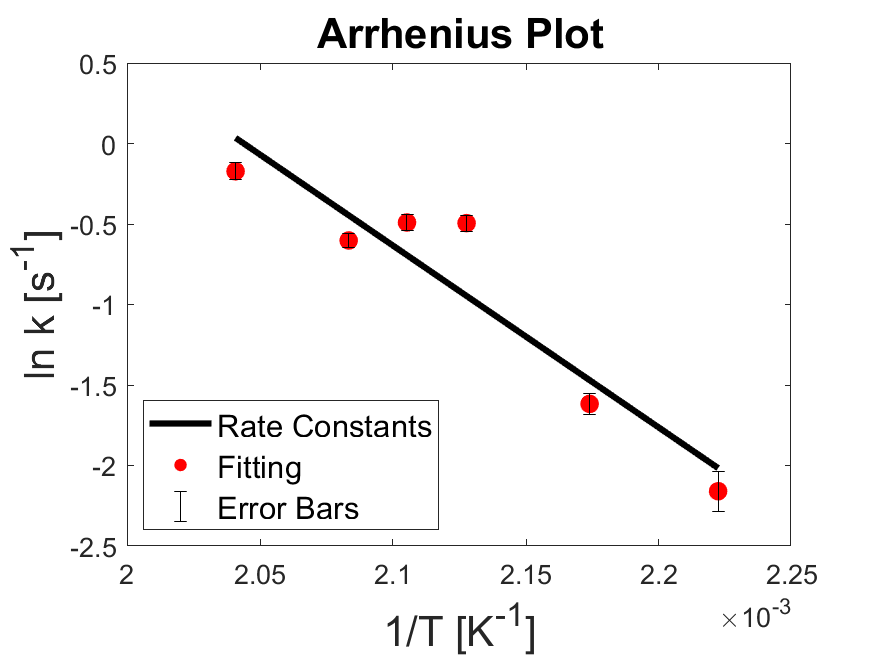 Arrhenius Plot
0.5
0
-0.5
-1
-1.5
-2
-2.5
ln k [s-1]
Rate Constants
Fitting
Error Bars
2 2.05 2.1 2.15 2.2 2.25
×10-3
1/T [K-1]